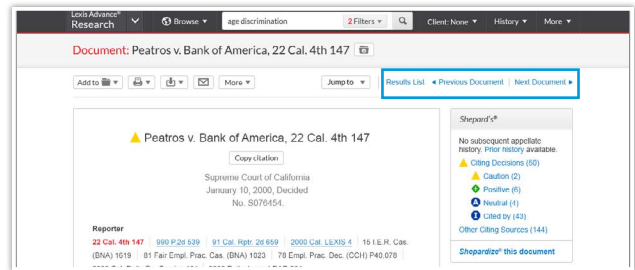 Lexis Advance®
Research
Browse
age discrimination
2 Filters
Client: None
History
More
Document: Peatros v. Bank of America, 22 Cal. 4th 147
Add to
More
Jump to
Results List
Previous Document
Next Document
Peatros v. Bank of America, 22 Cal. 4th 147
Copy citation
Supreme Court of California
January 10, 2000, Decided
No. S076454.
Reporter
22 Cal. 4th 147 | 990 P.2d 539 | 91 Cal. Rptr. 2d 659 | 2000 Cal. LEXIS 4 | 15 I.E.R. Cas.
(BNA) 1619 | 81 Fair Empl. Prac. Cas. (BNA) 1023 | 78 Empl. Prac. Dec. (CCH) P40,078 |
Shepard's®
No subsequent appellate
history. Prior history available.
Citing Decisions (50)
Caution (2)
Positive (6)
A Neutral (4)
I Cited by (43)
Other Citing Sources (144)
Shepardize® this document